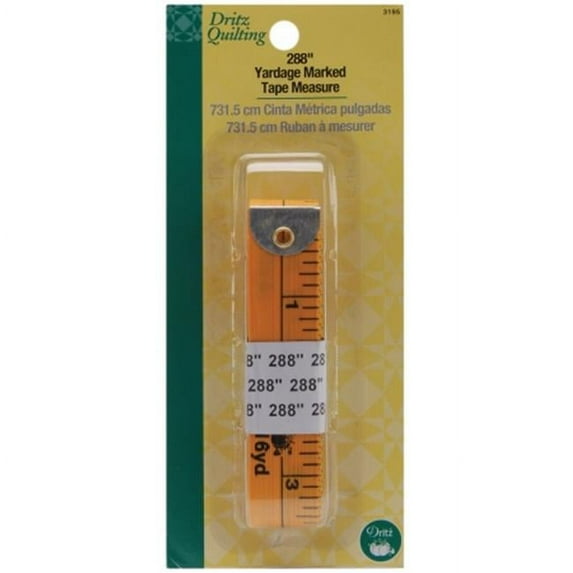 3195
Dritz
Quilting
288"
Yardage Marked
Tape Measure
731.5 cm Cinta Métrica pulgadas
731.5 cm Ruban à mesurer
1
8" 288" 28
288" 288"
8" 288" 28
1/6yd
3
Dritz